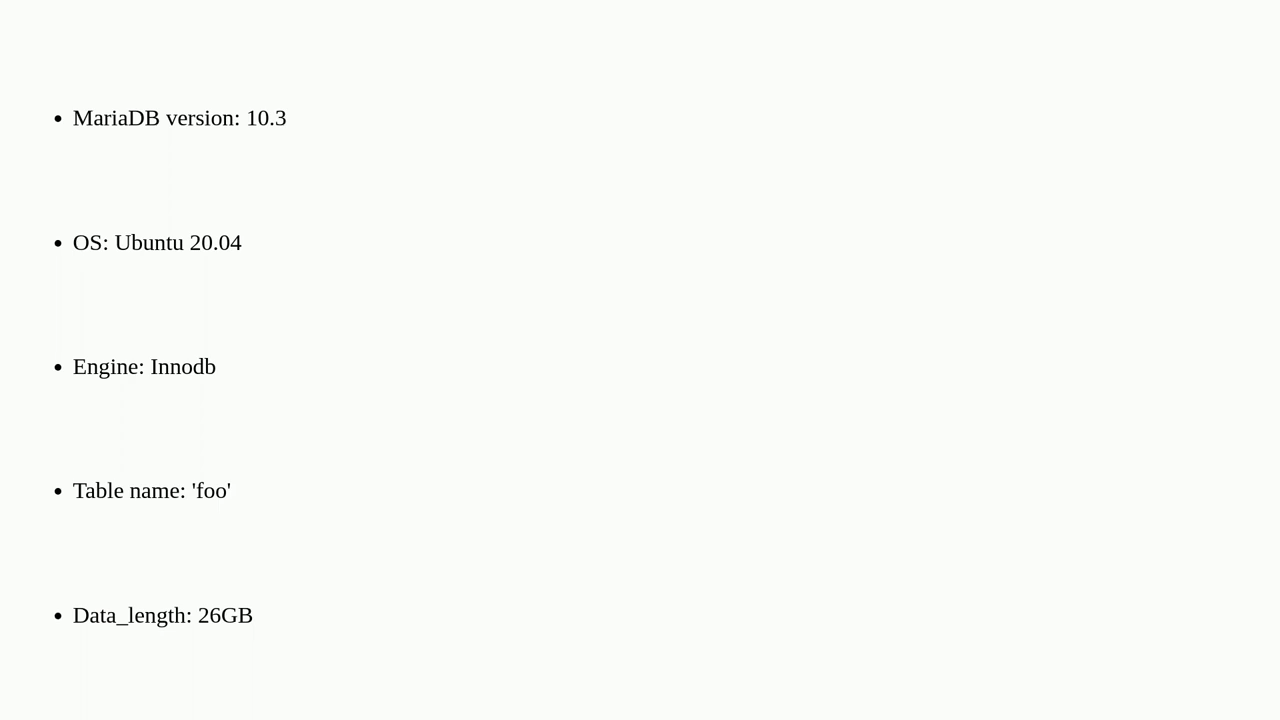 • MariaDB version: 10.3
• OS: Ubuntu 20.04
• Engine: Innodb
• Table name: 'foo'
• Data_length: 26GB